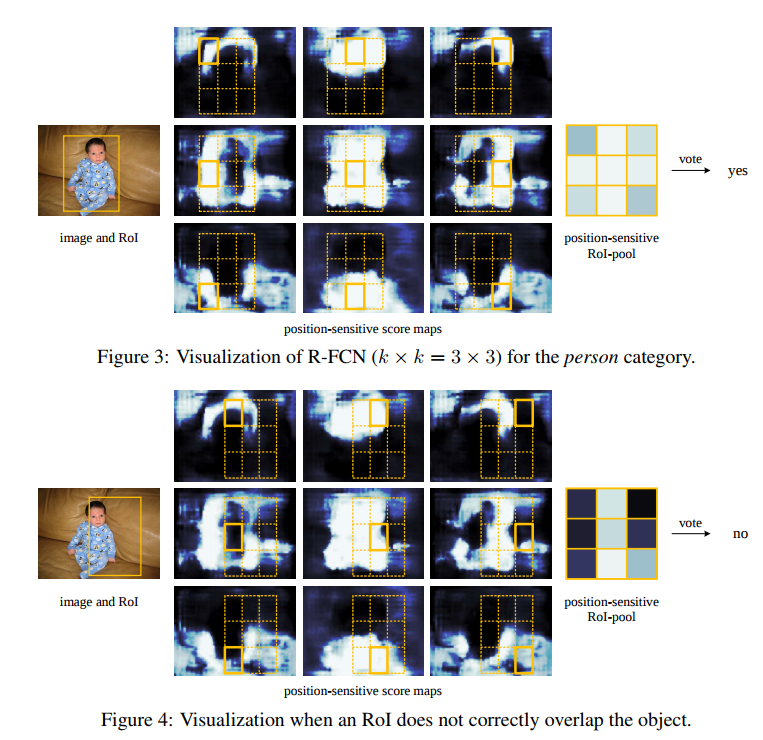 image and RoI
position-sensitive score maps
position-sensitive
RoI-pool
vote
yes
Figure 3: Visualization of R-FCN (k × k = 3 × 3) for the person category.
image and RoI
position-sensitive score maps
position-sensitive
RoI-pool
vote
no
Figure 4: Visualization when an RoI does not correctly overlap the object.